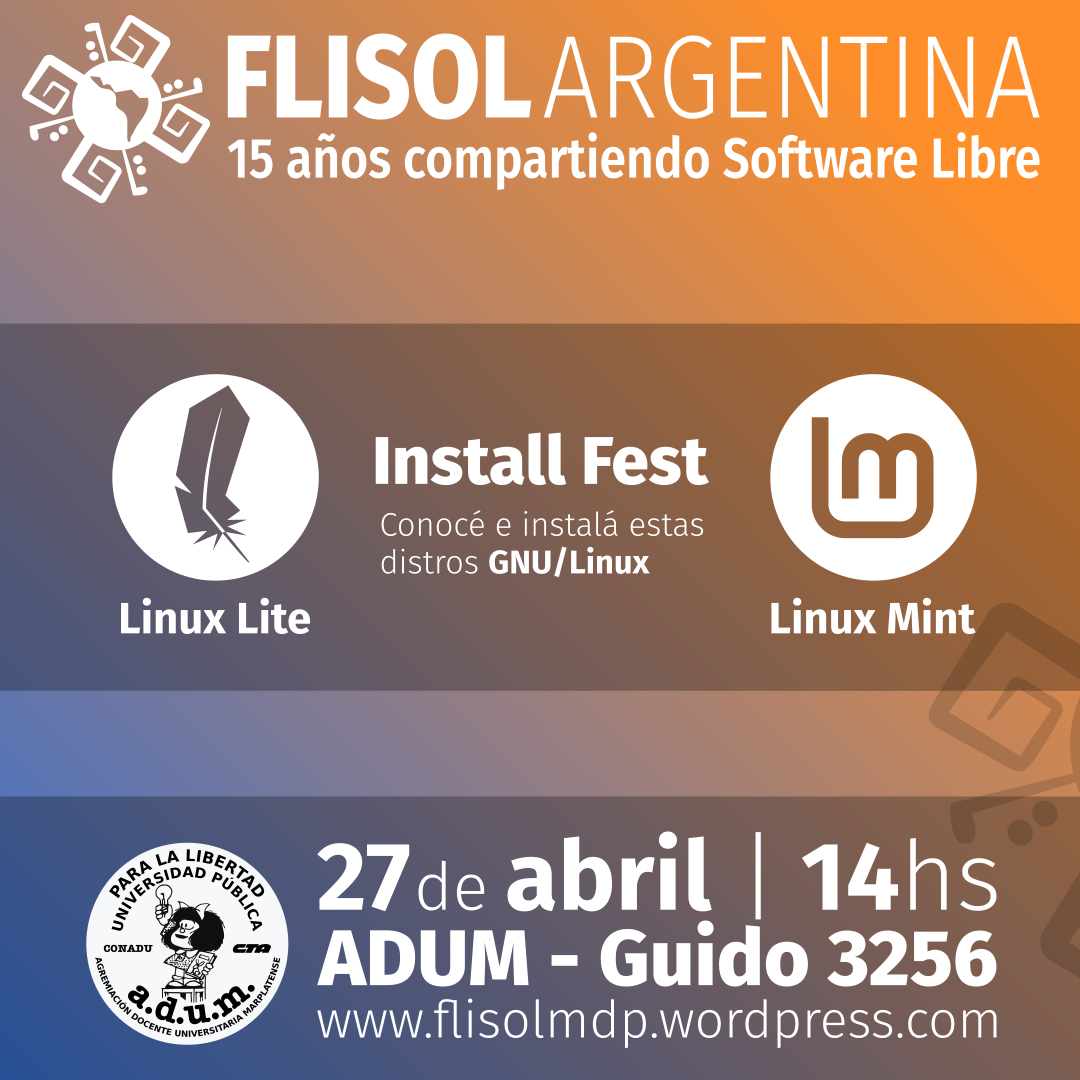 FLISOL ARGENTINA
15 años compartiendo Software Libre
Install Fest
Conocé e instalá estas
distros GNU/Linux
Linux Lite
Linux Mint
PARA LA LIBERTAD
UNIVERSIDAD PÚBLICA
CONADU
CTA
a.d.u.m.
AGREMIACIÓN DOCENTE UNIVERSITARIA MARPLATENSE
27 de abril | 14hs
ADUM - Guido 3256
www.flisolmdp.wordpress.com